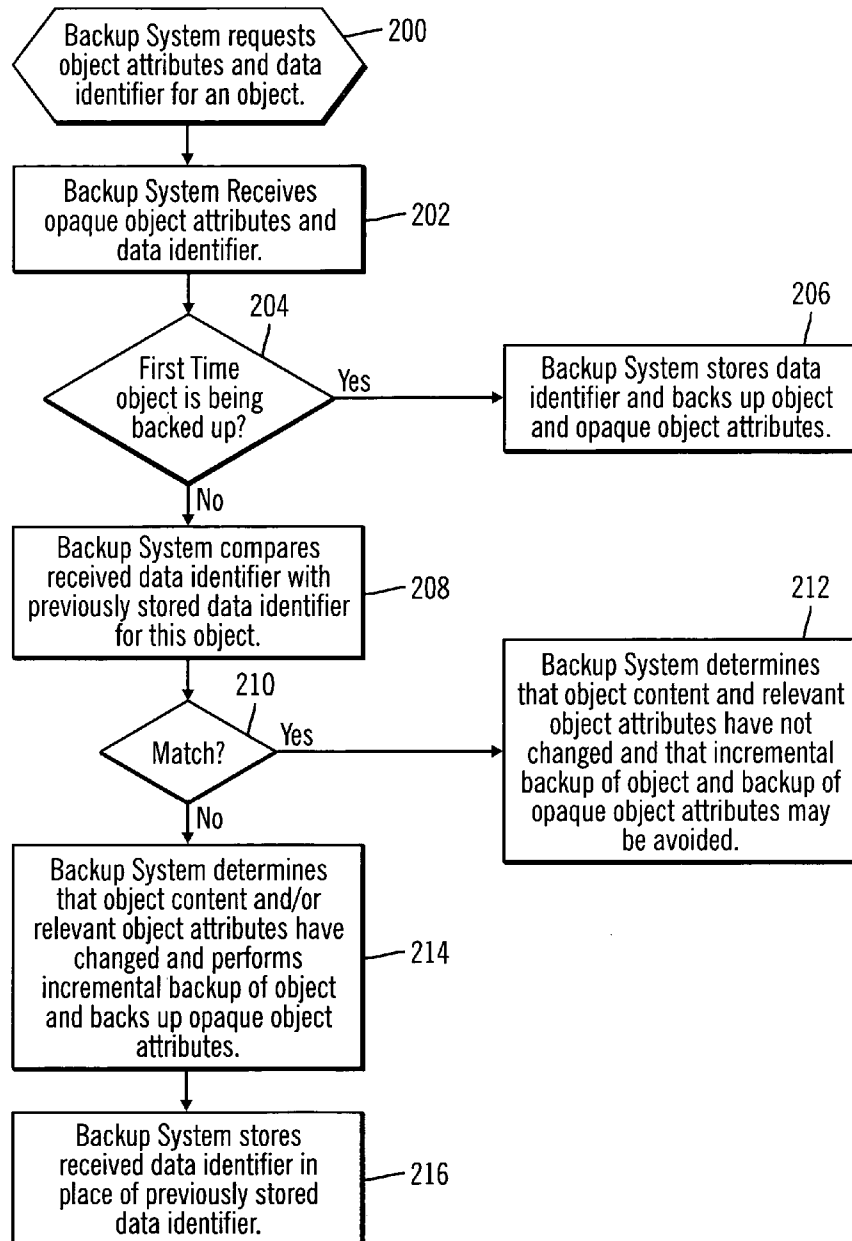 Backup System requests
object attributes and data
identifier for an object.
200
Backup System Receives
opaque object attributes and
data identifier.
202
204
First Time
object is being
backed up?
Yes
206
Backup System stores data
identifier and backs up object
and opaque object attributes.
No
Backup System compares
received data identifier with
previously stored data identifier
for this object.
208
210
Match?
Yes
212
Backup System determines
that object content and relevant
object attributes have not
changed and that incremental
backup of object and backup of
opaque object attributes may
be avoided.
No
Backup System determines
that object content and/or
relevant object attributes have
changed and performs
incremental backup of object
and backs up opaque object
attributes.
214
Backup System stores
received data identifier in
place of previously stored
data identifier.
216